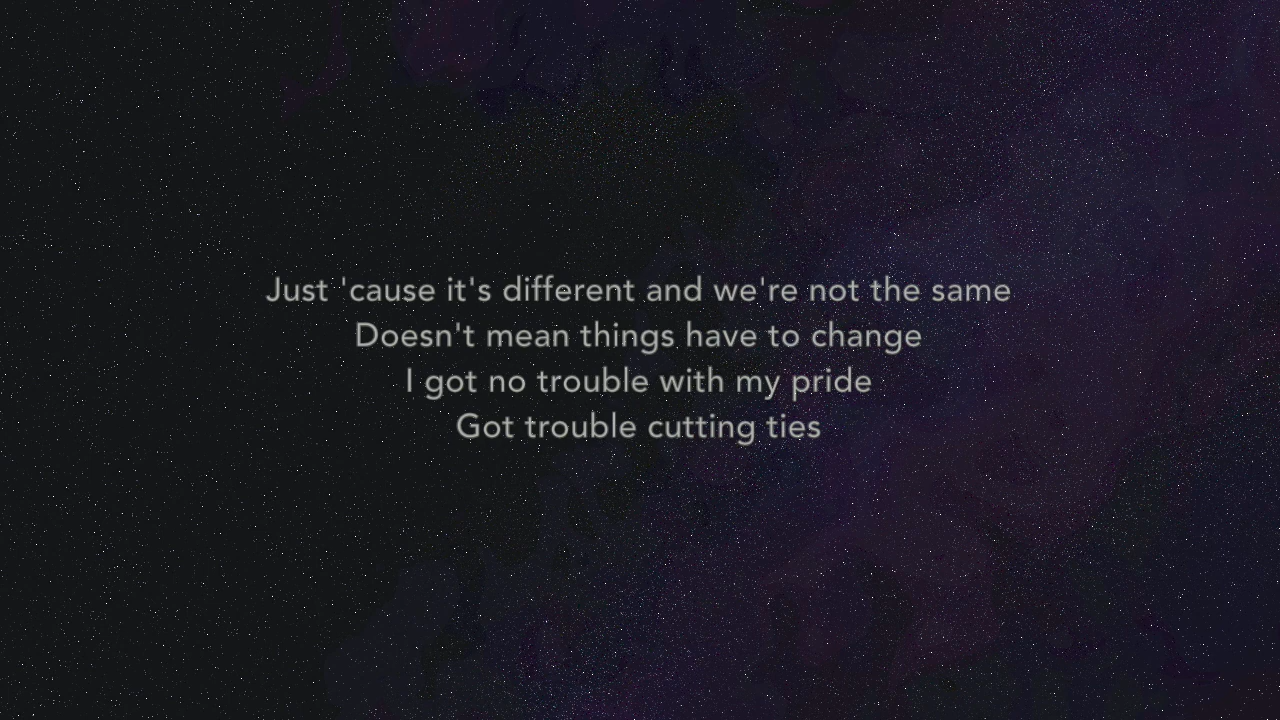 Just 'cause it's different and we're not the same
Doesn't mean things have to change
I got no trouble with my pride
Got trouble cutting ties